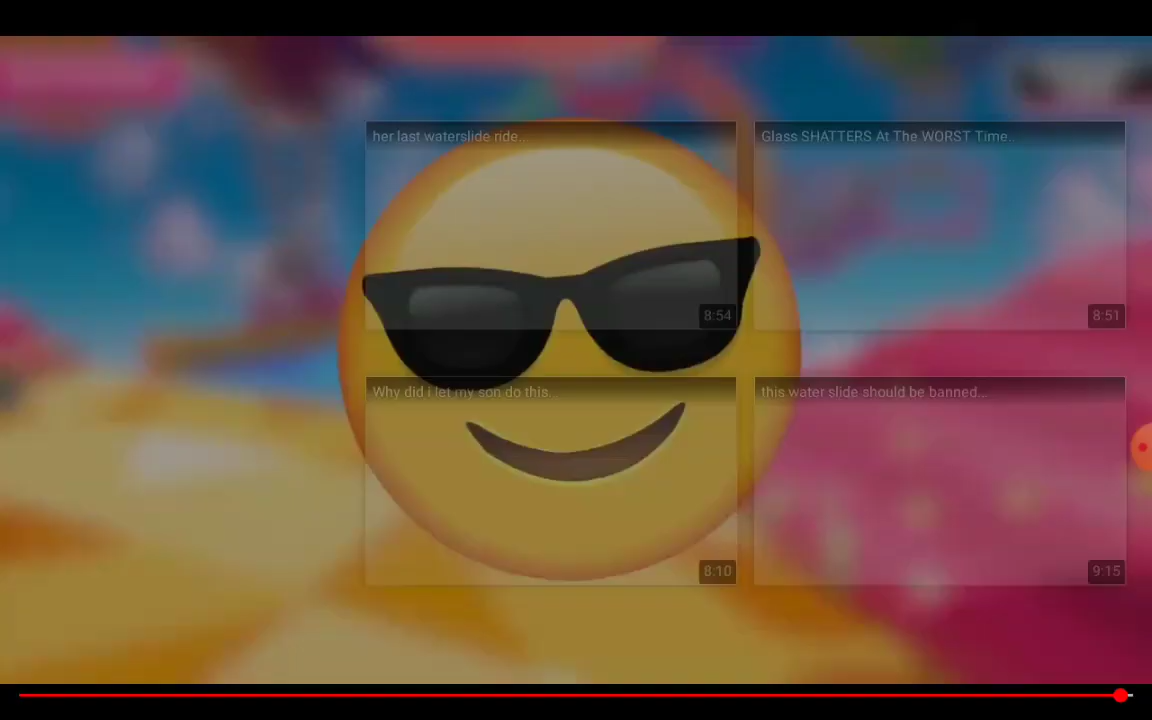 her last waterslide ride...
Glass SHATTERS At The WORST Time..
8:54
8:51
Why did i let my son do this..
this water slide should be banned...
8:10
9:15